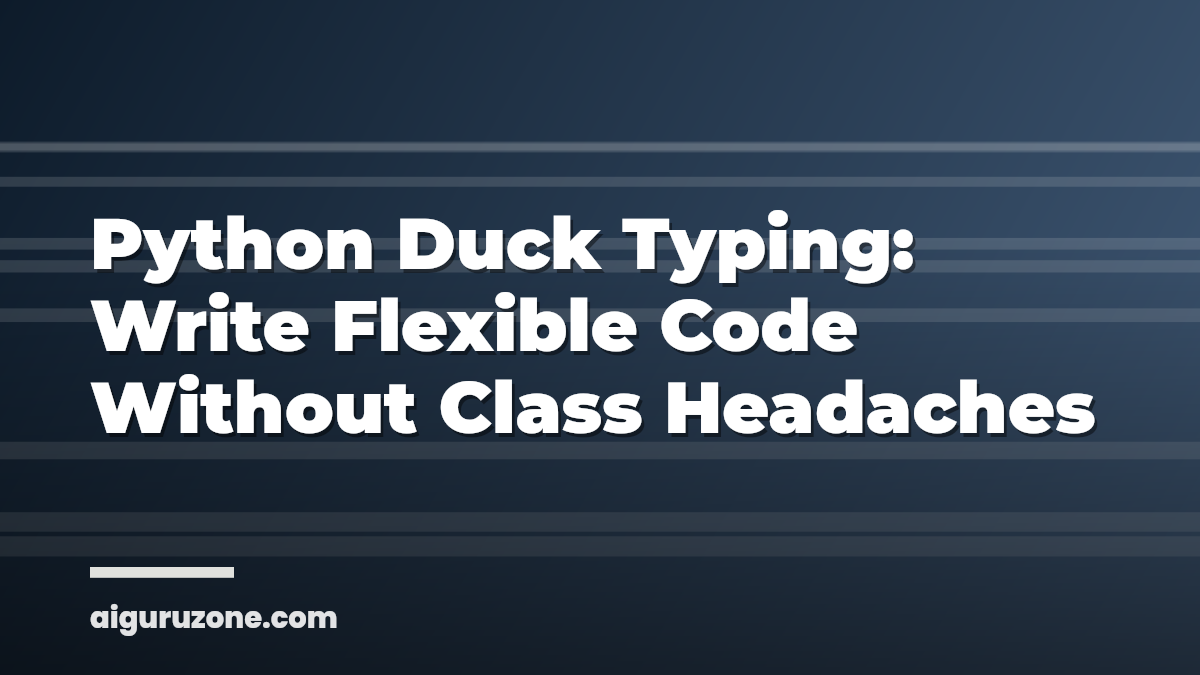 Python Duck Typing:
Write Flexible Code
Without Class Headaches
aiguruzone.com